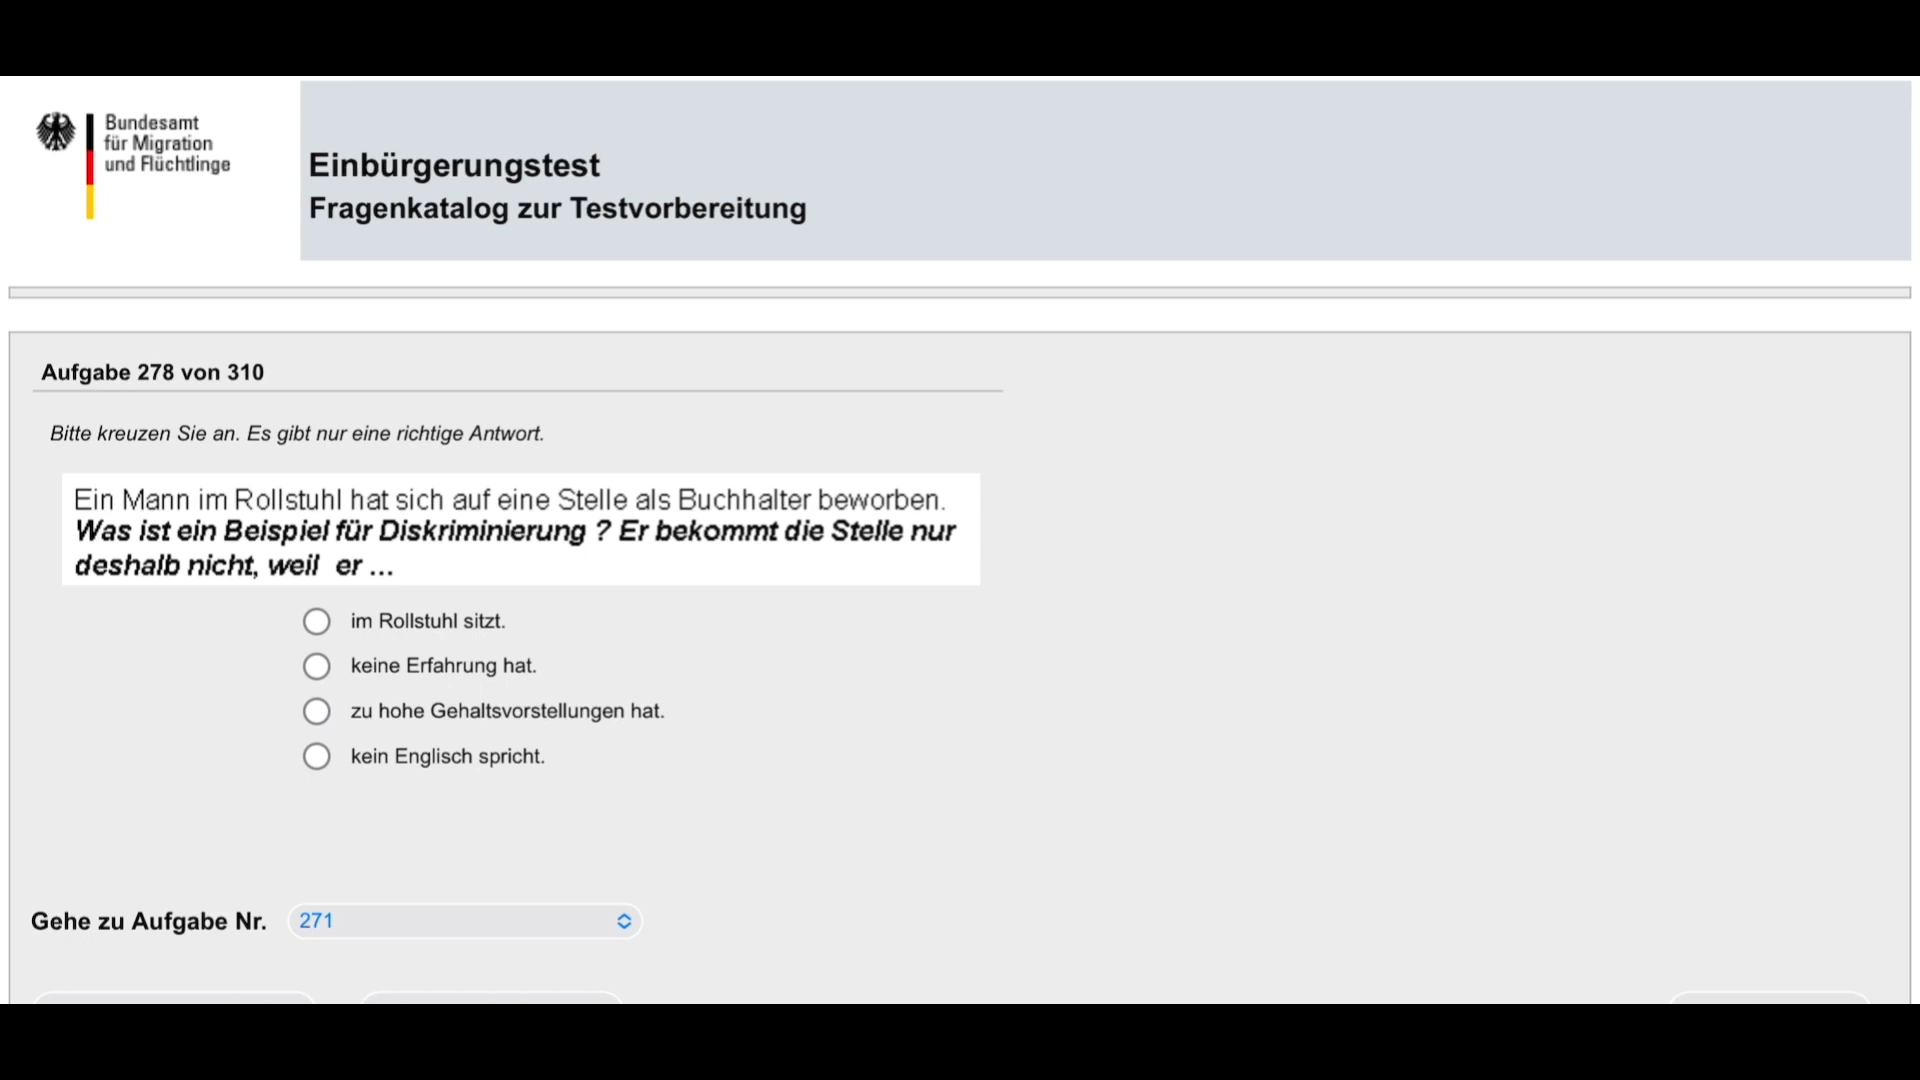 Bundesamt
für Migration
und Flüchtlinge
Einbürgerungstest
Fragenkatalog zur Testvorbereitung
Aufgabe 278 von 310
Bitte kreuzen Sie an. Es gibt nur eine richtige Antwort.
Ein Mann im Rollstuhl hat sich auf eine Stelle als Buchhalter beworben.
Was ist ein Beispiel für Diskriminierung ? Er bekommt die Stelle nur
deshalb nicht, weil er ...
im Rollstuhl sitzt.
keine Erfahrung hat.
zu hohe Gehaltsvorstellungen hat.
kein Englisch spricht.
Gehe zu Aufgabe Nr. 271